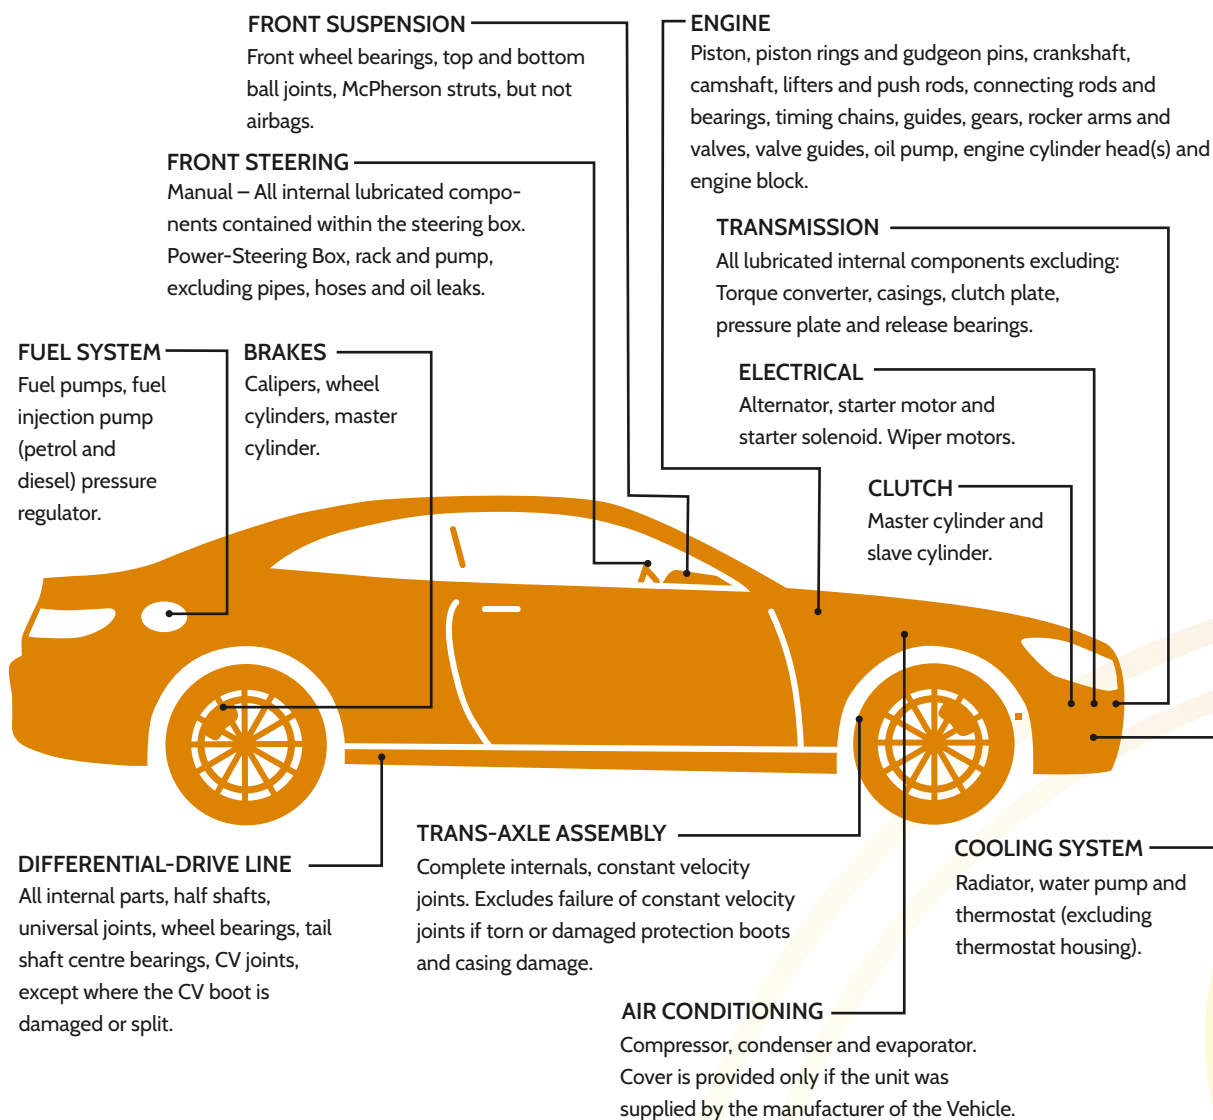 FRONT SUSPENSION
Front wheel bearings, top and bottom
ball joints, McPherson struts, but not
airbags.
ENGINE
Piston, piston rings and gudgeon pins, crankshaft,
camshaft, lifters and push rods, connecting rods and
bearings, timing chains, guides, gears, rocker arms and
valves, valve guides, oil pump, engine cylinder head(s) and
engine block.
FRONT STEERING
Manual – All internal lubricated compo-
nents contained within the steering box.
Power-Steering Box, rack and pump,
excluding pipes, hoses and oil leaks.
TRANSMISSION
All lubricated internal components excluding:
Torque converter, casings, clutch plate,
pressure plate and release bearings.
FUEL SYSTEM
Fuel pumps, fuel
injection pump
(petrol and
diesel) pressure
regulator.
BRAKES
Calipers, wheel
cylinders, master
cylinder.
ELECTRICAL
Alternator, starter motor and
starter solenoid. Wiper motors.
CLUTCH
Master cylinder and
slave cylinder.
DIFFERENTIAL-DRIVE LINE
All internal parts, half shafts,
universal joints, wheel bearings, tail
shaft centre bearings, CV joints,
except where the CV boot is
damaged or split.
TRANS-AXLE ASSEMBLY
Complete internals, constant velocity
joints. Excludes failure of constant velocity
joints if torn or damaged protection boots
and casing damage.
COOLING SYSTEM
Radiator, water pump and
thermostat (excluding
thermostat housing).
AIR CONDITIONING
Compressor, condenser and evaporator.
Cover is provided only if the unit was
supplied by the manufacturer of the Vehicle.